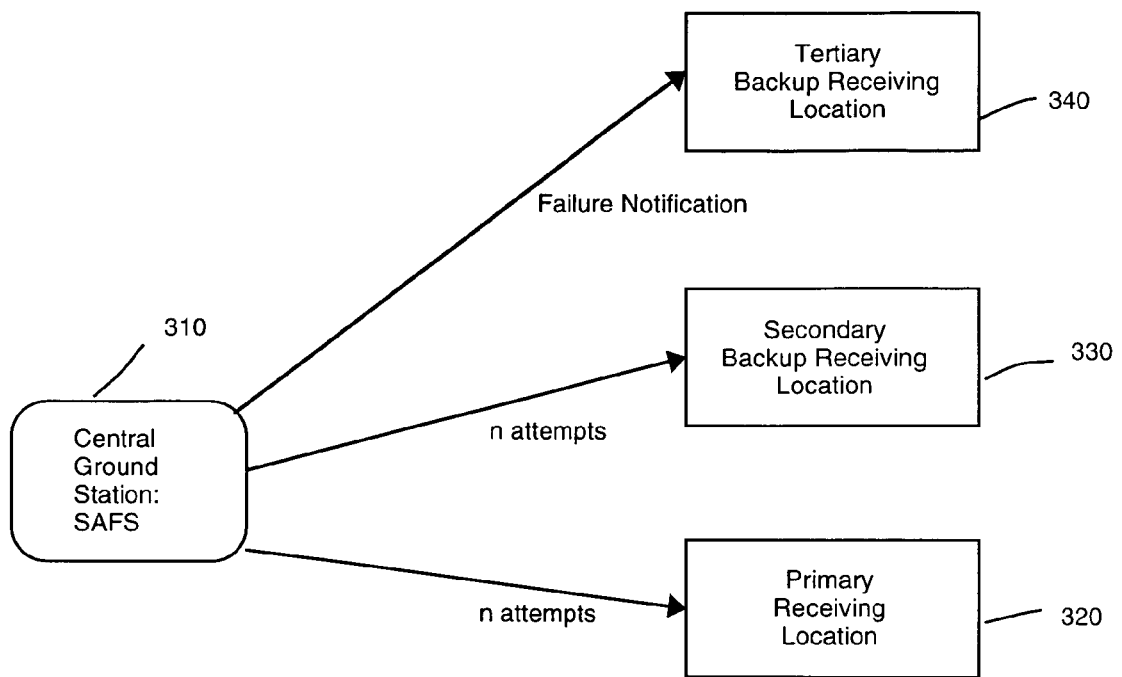 Tertiary
Backup Receiving
Location
340
Failure Notification
310
Secondary
Backup Receiving
Location
330
Central
Ground
Station:
SAFS
n attempts
Primary
Receiving
Location
320
n attempts